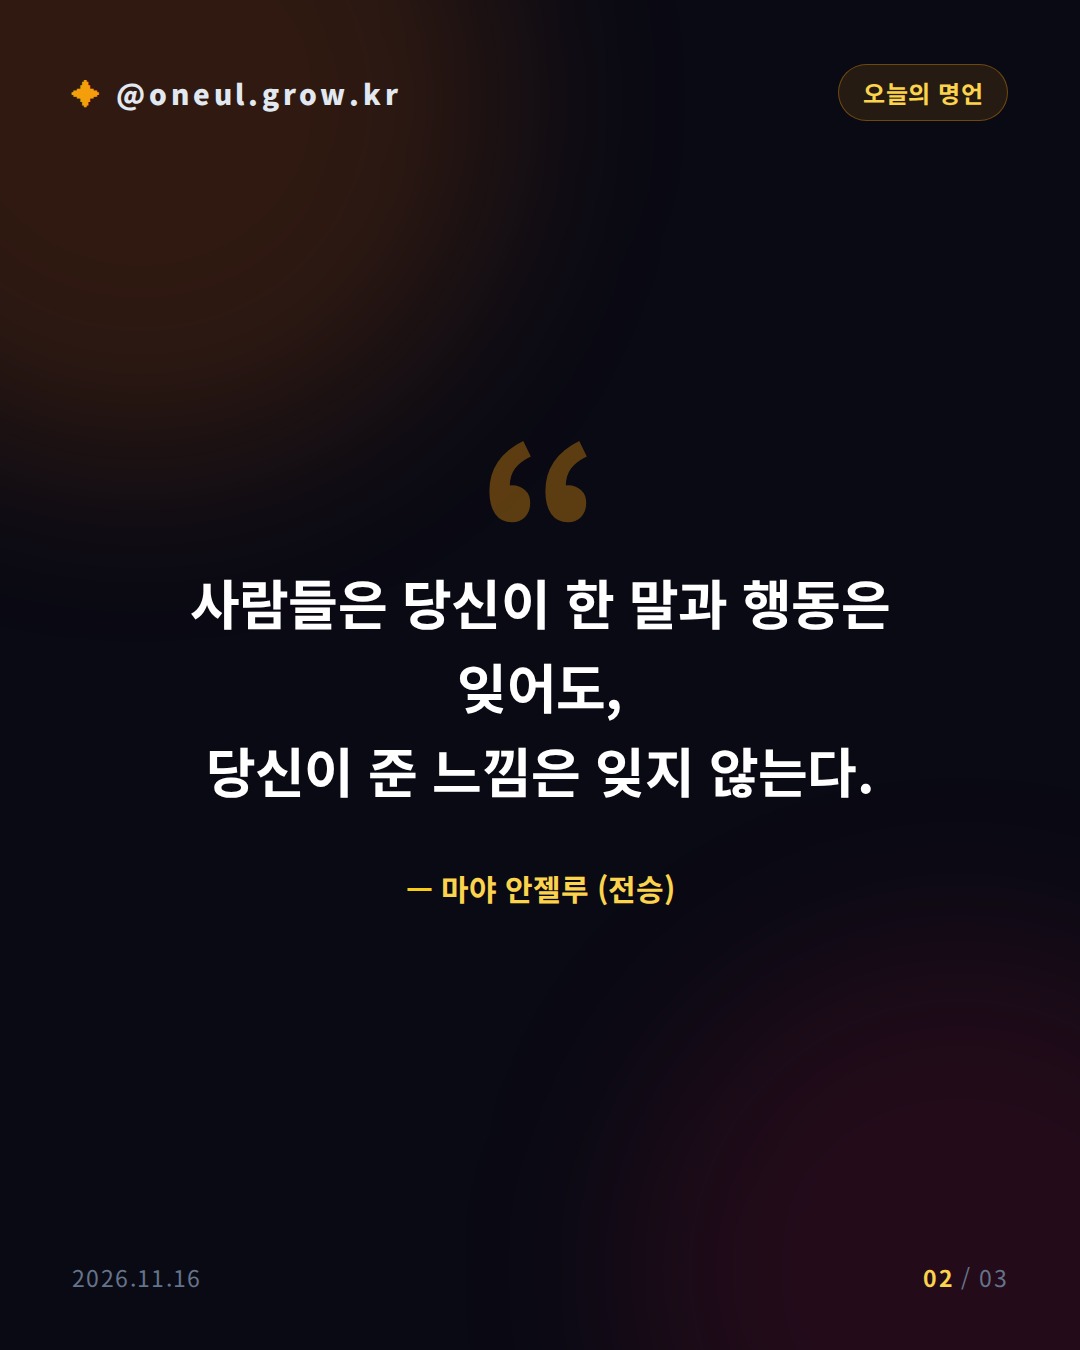 @oneul.grow.kr
오늘의 명언
“
사람들은 당신이 한 말과 행동은
잊어도,
당신이 준 느낌은 잊지 않는다.
— 마야 안젤루 (전승)
2026.11.16
02 / 03